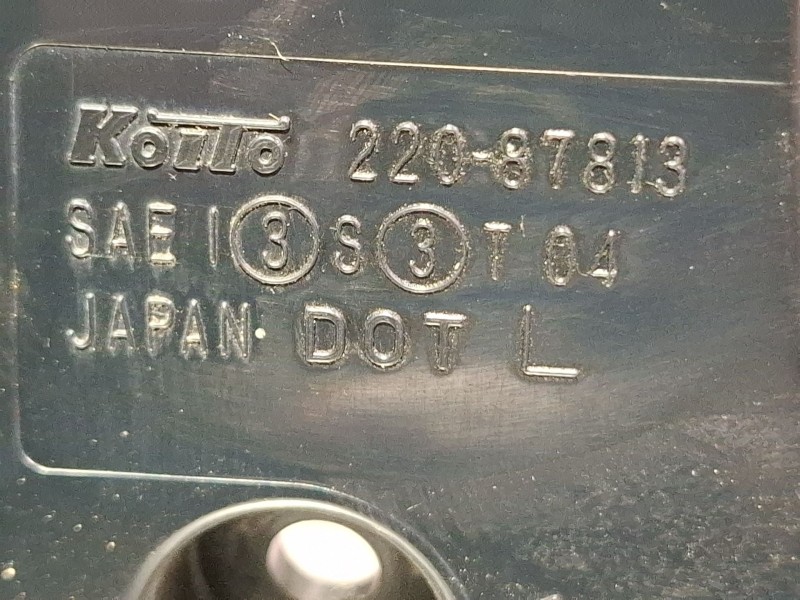 Koito 220-87813
SAE I ③ S ③ T 04
JAPAN DOT L